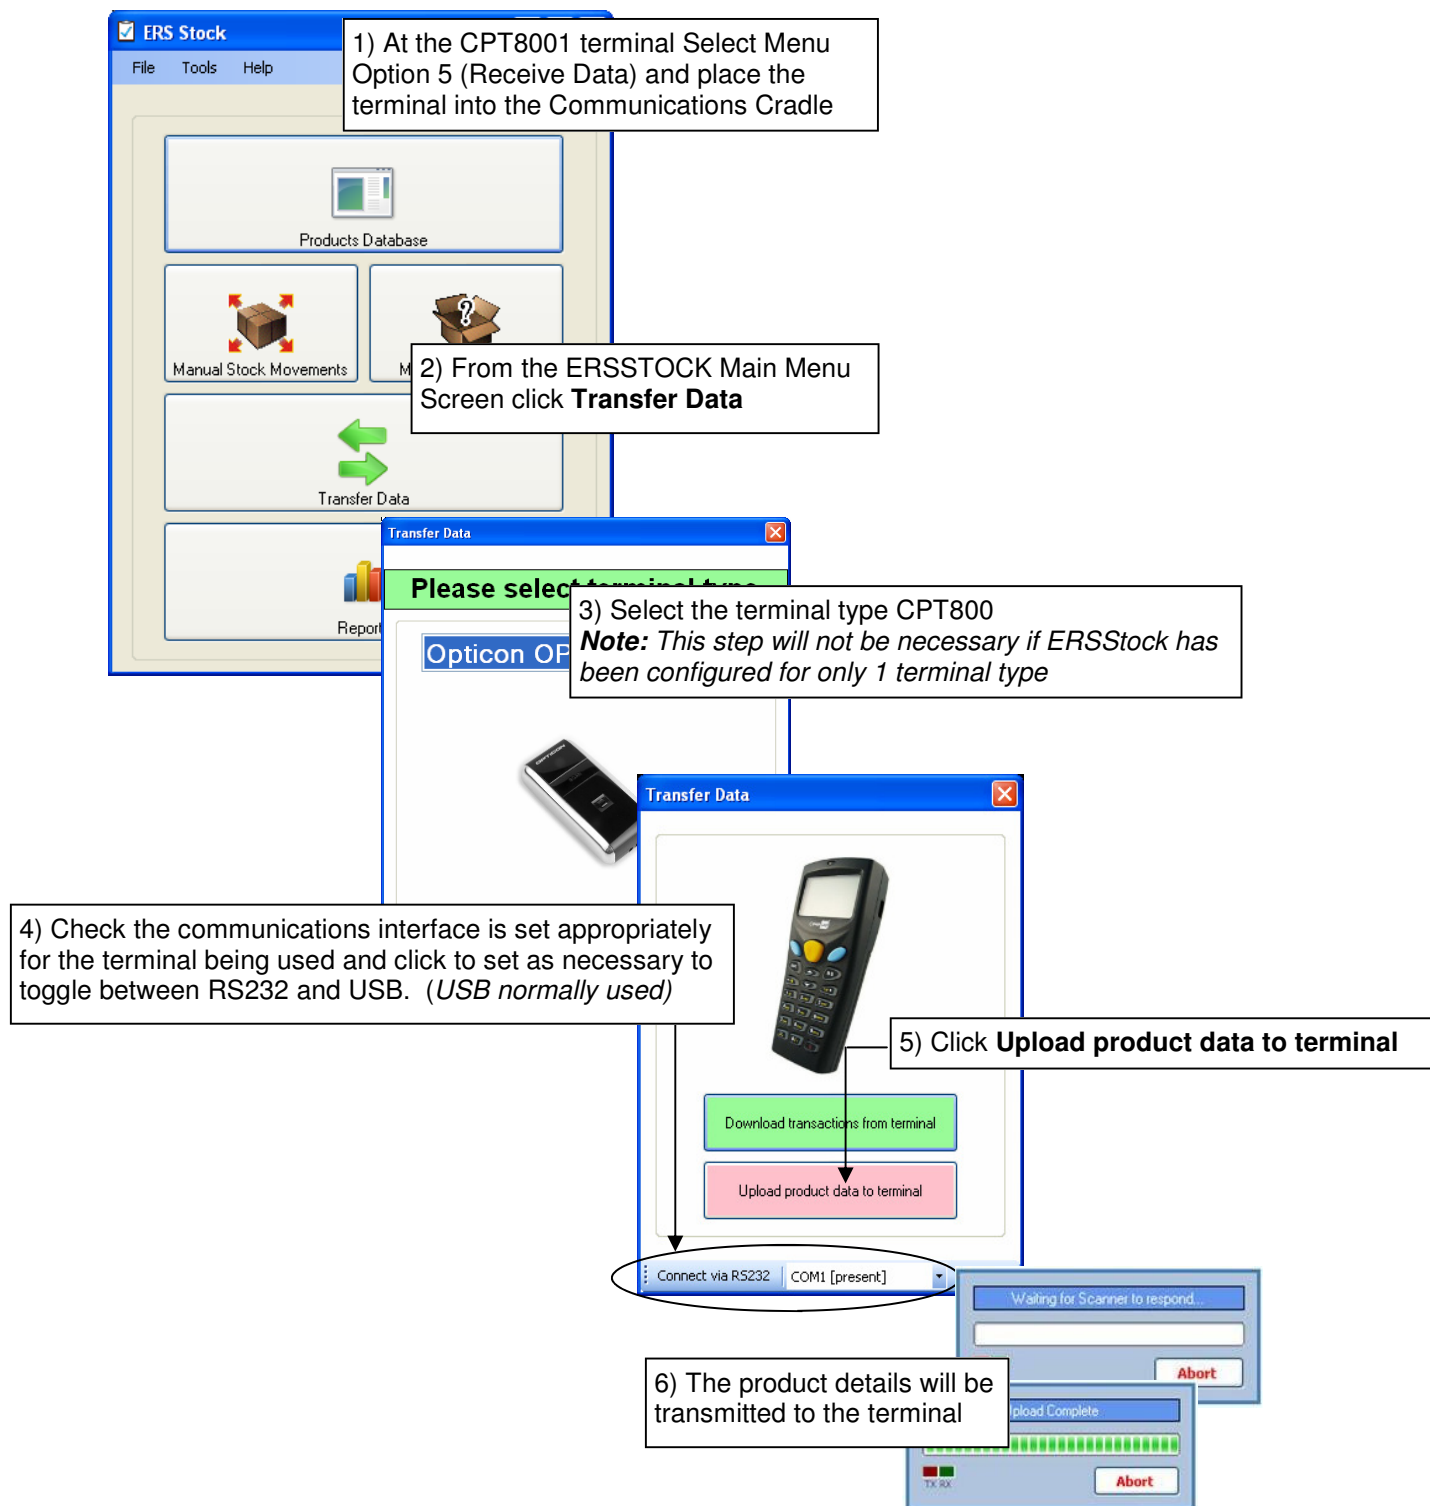 ERS Stock
File Tools Help
1) At the CPT8001 terminal Select Menu
Option 5 (Receive Data) and place the
terminal into the Communications Cradle
Products Database
Manual Stock Movements
M
2) From the ERSSTOCK Main Menu
Screen click Transfer Data
Transfer Data
Report
Transfer Data
Please select terminal type
Opticon OP
3) Select the terminal type CPT800
Note: This step will not be necessary if ERSStock has
been configured for only 1 terminal type
OPTICON
Transfer Data
4) Check the communications interface is set appropriately
for the terminal being used and click to set as necessary to
toggle between RS232 and USB. (USB normally used)
5) Click Upload product data to terminal
Download transactions from terminal
Upload product data to terminal
Connect via RS232 COM1 [present]
Waiting for Scanner to respond...
Abort
6) The product details will be
transmitted to the terminal
pload Complete
TX RX
Abort